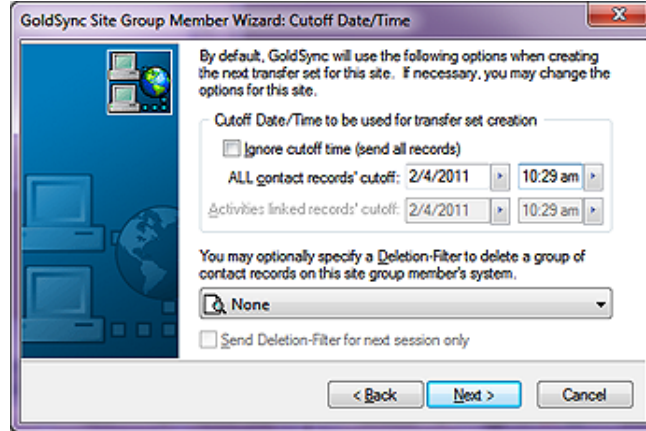 GoldSync Site Group Member Wizard: Cutoff Date/Time
By default, GoldSync will use the following options when creating
the next transfer set for this site. If necessary, you may change the
options for this site.
Cutoff Date/Time to be used for transfer set creation
Ignore cutoff time (send all records)
ALL contact records' cutoff: 2/4/2011 10:29 am
Activities linked records' cutoff: 2/4/2011 10:29 am
You may optionally specify a Deletion-Filter to delete a group of
contact records on this site group member's system.
None
Send Deletion-Filter for next session only
< Back Next > Cancel